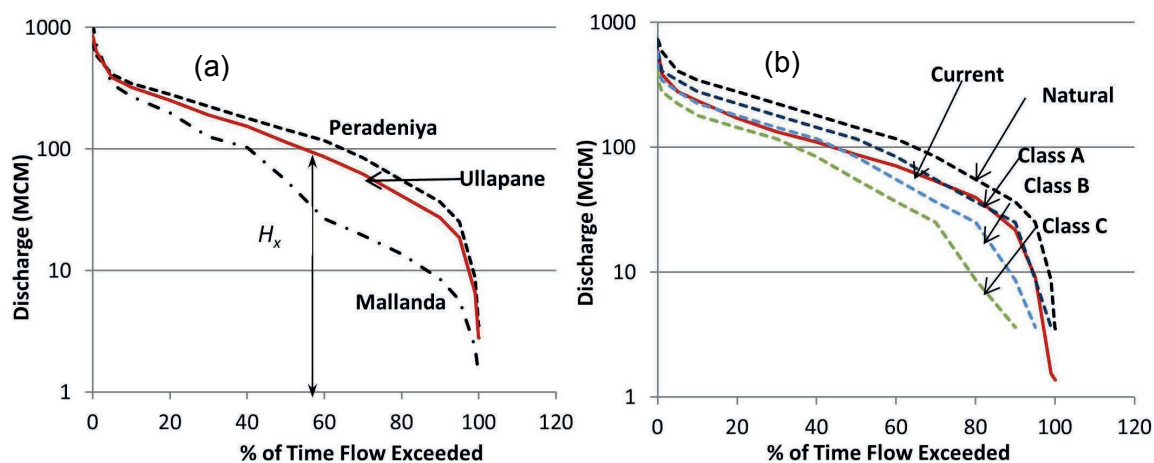 (a)
Discharge (MCM)
1000
100
10
1
Peradeniya
Ullapane
Hx
Mallanda
0 20 40 60 80 100 120
% of Time Flow Exceeded
(b)
Discharge (MCM)
1000
100
10
1
Current
Natural
Class A
Class B
Class C
0 20 40 60 80 100 120
% of Time Flow Exceeded